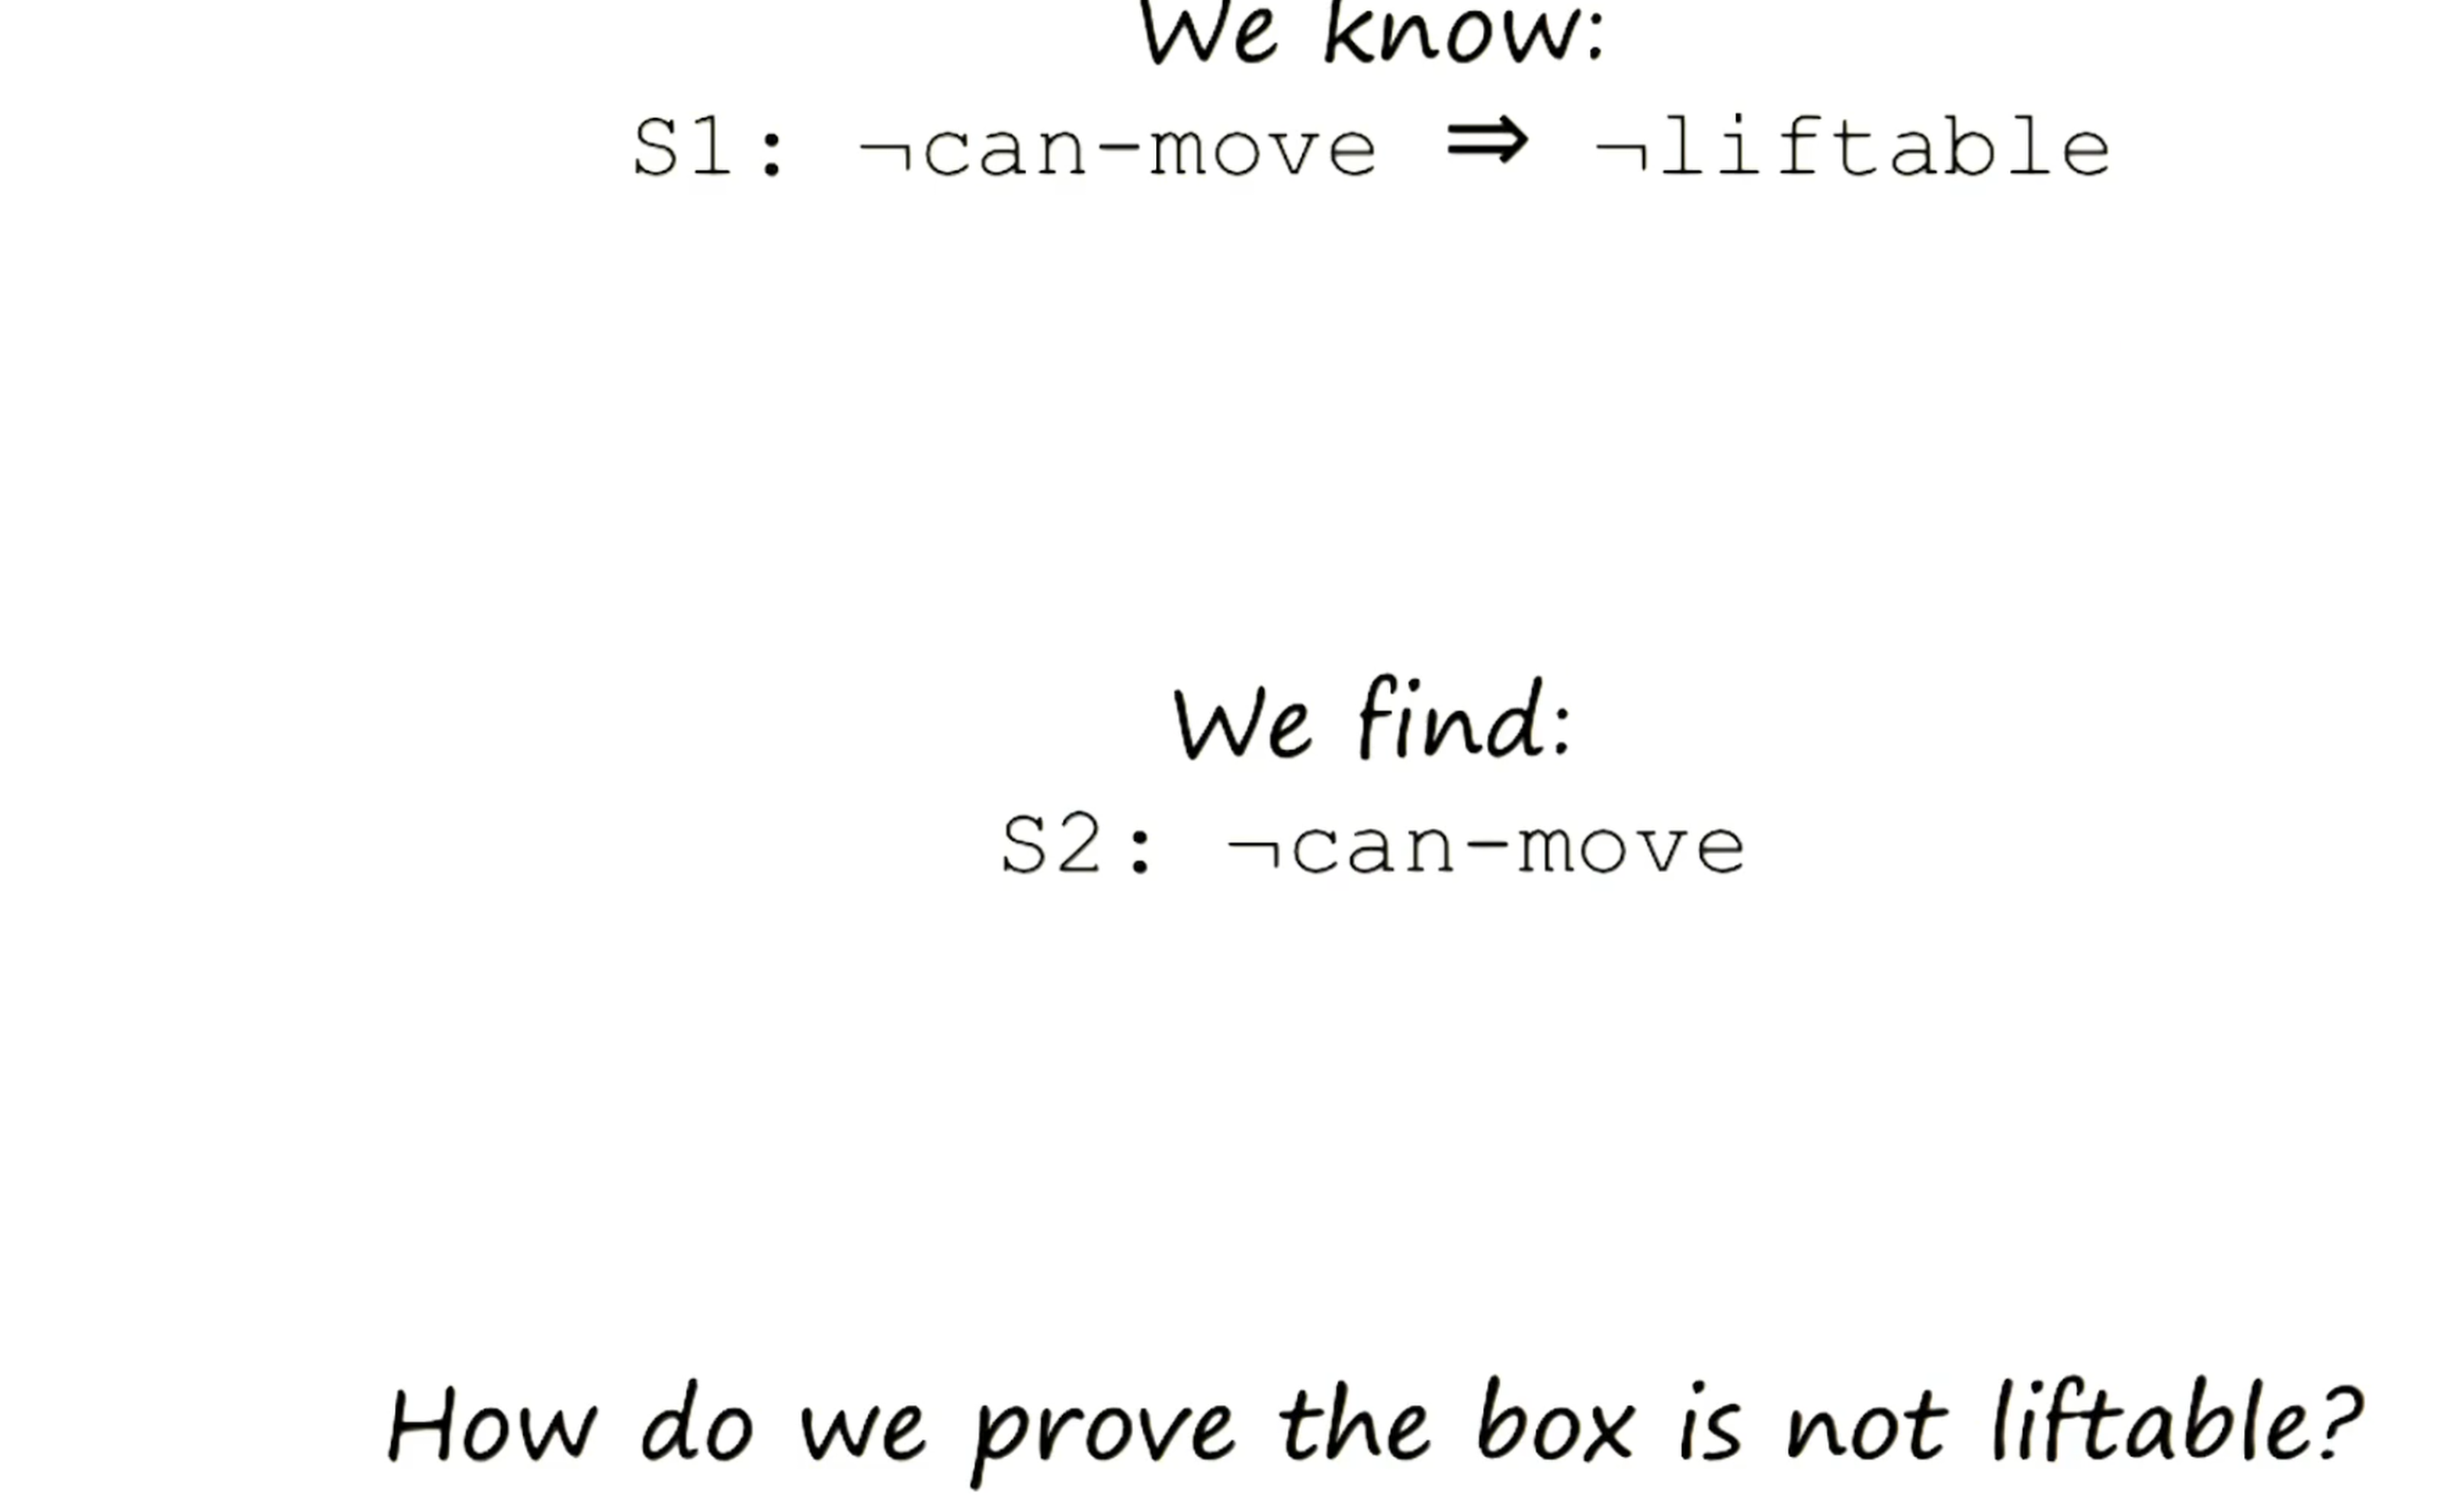 We know:
S1: ¬can-move ⇒ ¬liftable
We find:
S2: ¬can-move
How do we prove the box is not liftable?